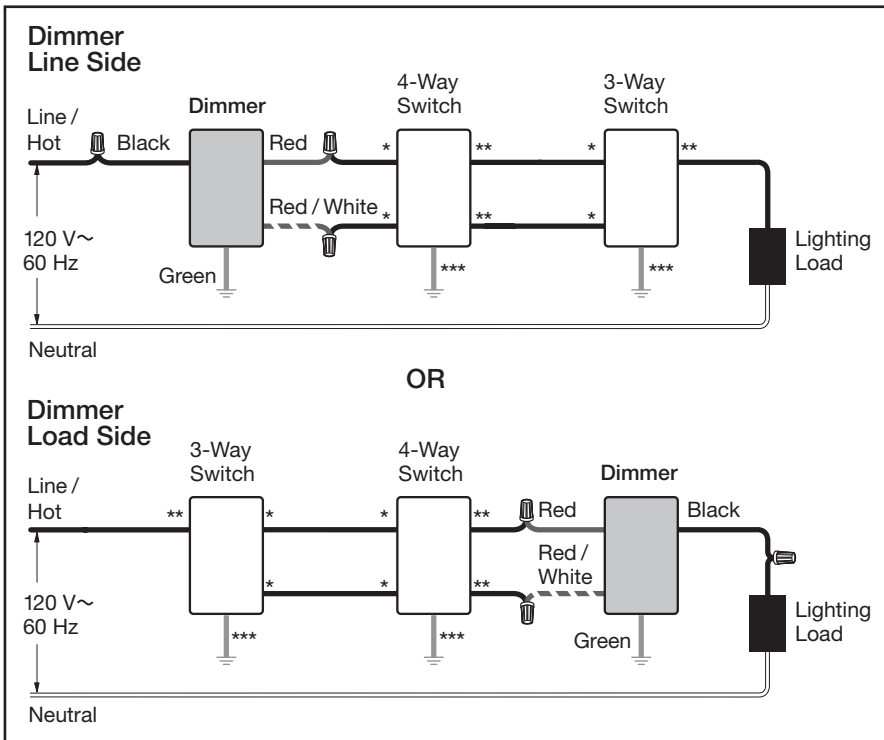 Dimmer
Line Side
4-Way
Switch
3-Way
Switch
Dimmer
Line /
Hot
Black
Red
*
**
*
**
Red / White
*
**
*
120 V~
60 Hz
Green
***
***
Lighting
Load
Neutral
OR
Dimmer
Load Side
3-Way
Switch
4-Way
Switch
Dimmer
Line /
Hot
**
*
*
**
Red
Black
Red /
White
*
*
**
120 V~
60 Hz
***
***
Green
Lighting
Load
Neutral